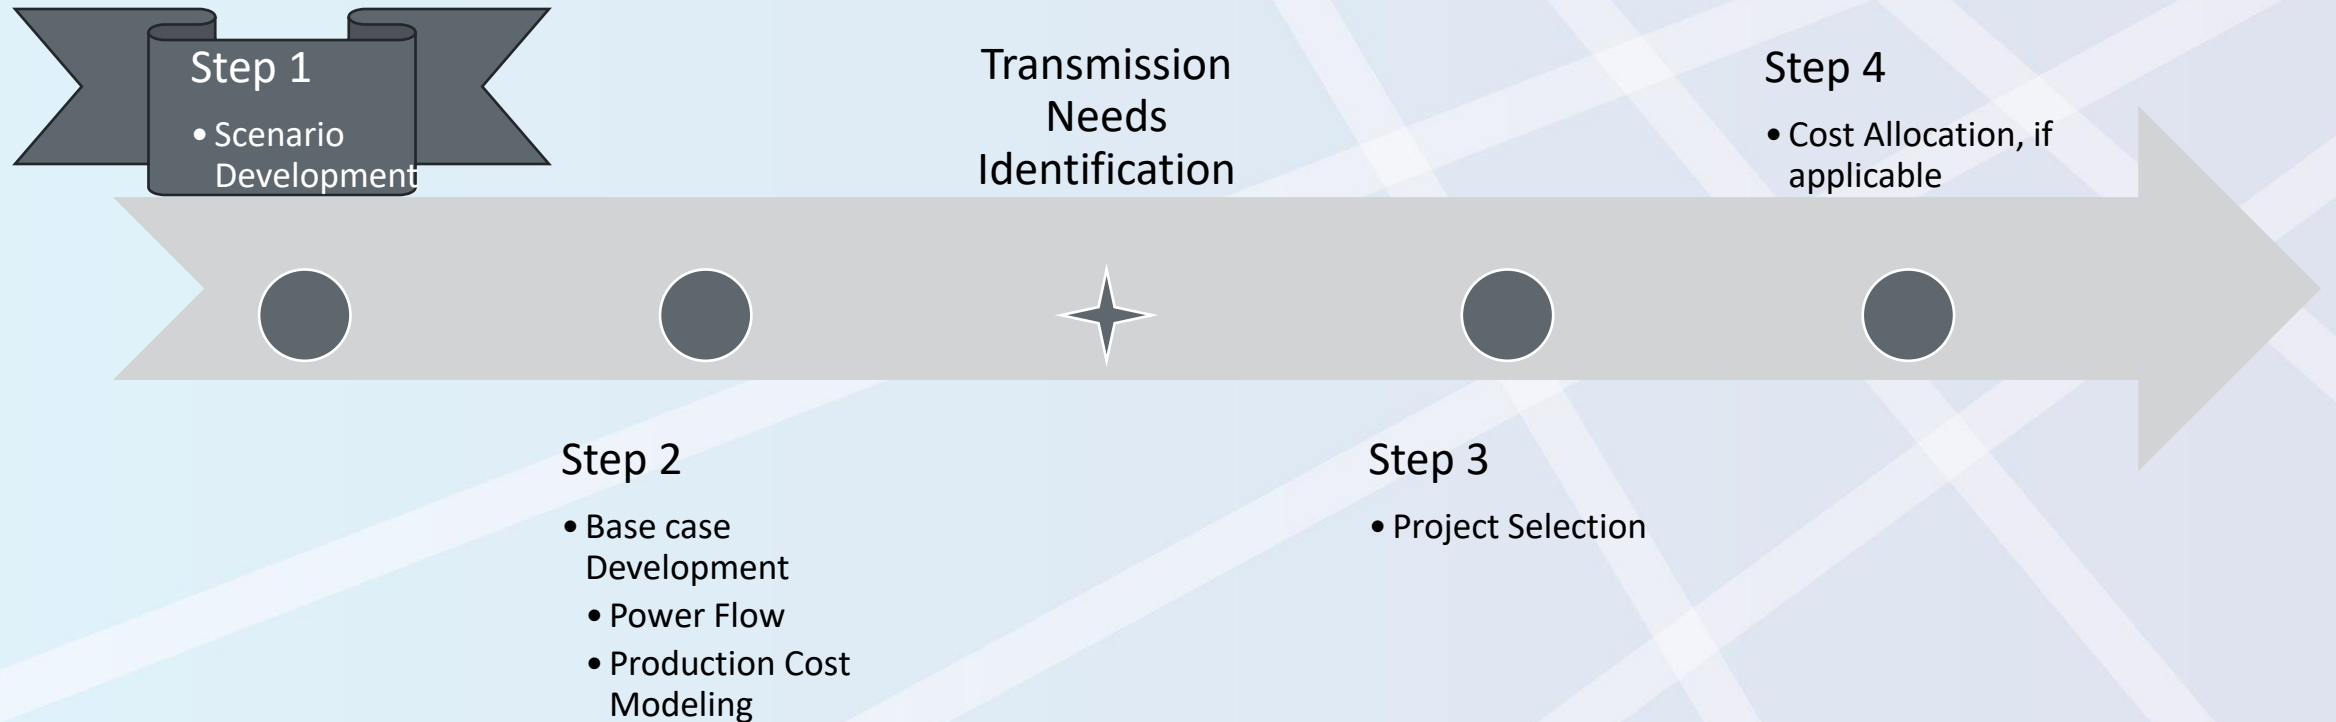 Step 1
• Scenario
Development
Step 2
• Base case
Development
• Power Flow
• Production Cost
Modeling
Transmission
Needs
Identification
Step 3
• Project Selection
Step 4
• Cost Allocation, if
applicable